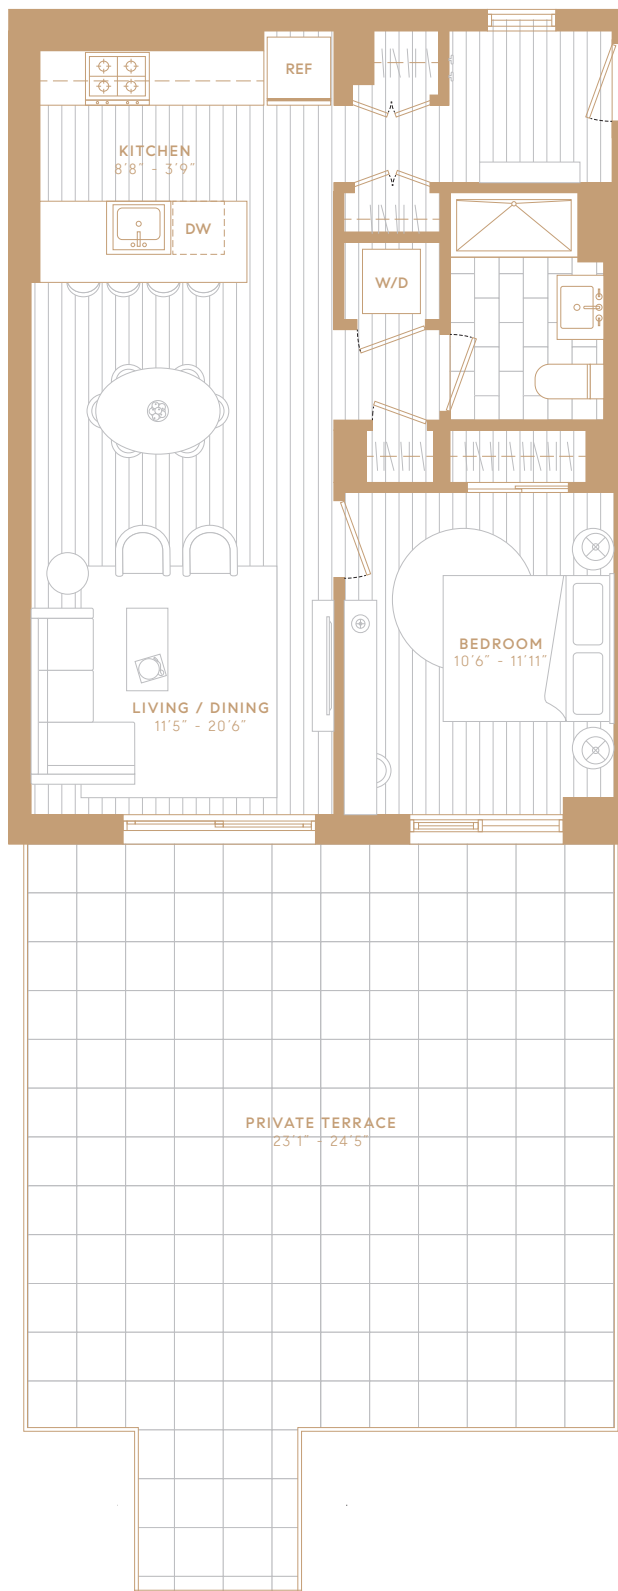 REF
KITCHEN
8'8" - 3'9"
DW
W/D
BEDROOM
10'6" - 11'11"
LIVING / DINING
11'5" - 20'6"
PRIVATE TERRACE
23'1" - 24'5"